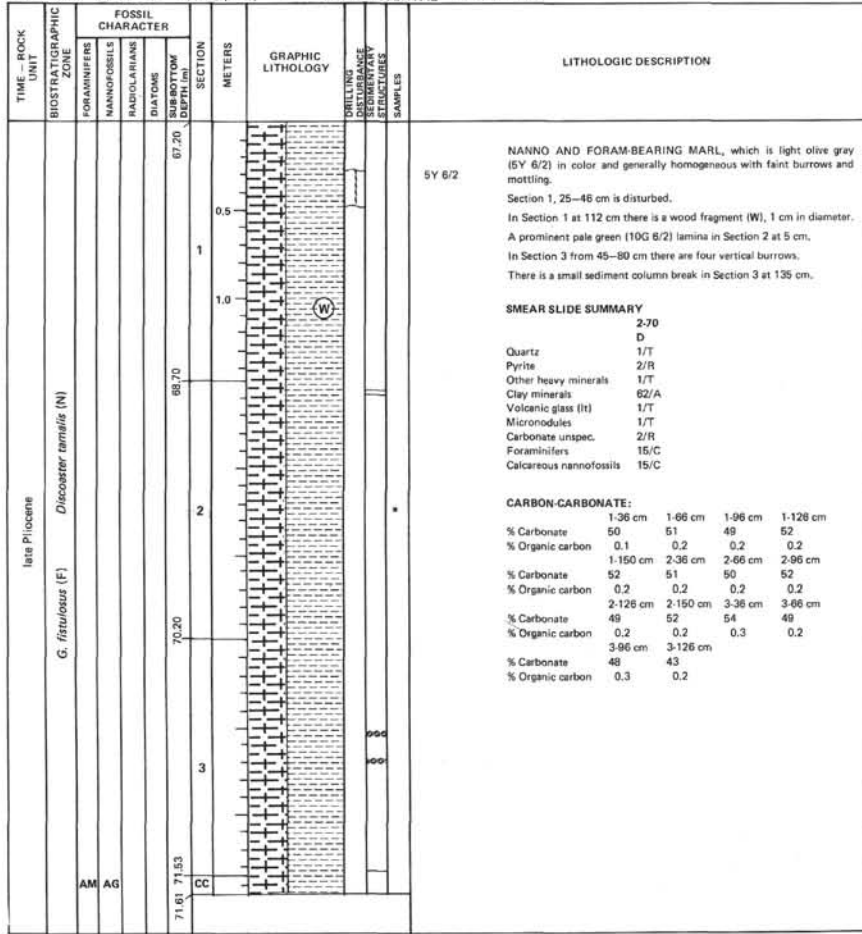 TIME – ROCK
UNIT
BIOSTRATIGRAPHIC
ZONE
FOSSIL
CHARACTER
FORAMINIFERS
NANNOFOSSILS
RADIOLARIANS
DIATOMS
SUB-BOTTOM
DEPTH (m)
SECTION
METERS
GRAPHIC
LITHOLOGY
DRILLING
DISTURBANCE
SEDIMENTARY
STRUCTURES
SAMPLES
LITHOLOGIC DESCRIPTION
late Pliocene
G. fistulosus (F)
Discoaster tamalis (N)
AM
AG
67.20
68.70
70.20
71.53
71.61
1
2
3
CC
0.5
1.0
W
*
5Y 6/2
NANNO AND FORAM-BEARING MARL, which is light olive gray
(5Y 6/2) in color and generally homogeneous with faint burrows and
mottling.
Section 1, 25–46 cm is disturbed.
In Section 1 at 112 cm there is a wood fragment (W), 1 cm in diameter.
A prominent pale green (10G 6/2) lamina in Section 2 at 5 cm.
In Section 3 from 45–80 cm there are four vertical burrows.
There is a small sediment column break in Section 3 at 135 cm.
SMEAR SLIDE SUMMARY
2-70
D
Quartz 1/T
Pyrite 2/R
Other heavy minerals 1/T
Clay minerals 62/A
Volcanic glass (lt) 1/T
Micronodules 1/T
Carbonate unspec. 2/R
Foraminifers 15/C
Calcareous nannofossils 15/C
CARBON-CARBONATE:
1-36 cm 1-66 cm 1-96 cm 1-126 cm
% Carbonate 50 51 49 52
% Organic carbon 0.1 0.2 0.2 0.2
1-150 cm 2-36 cm 2-66 cm 2-96 cm
% Carbonate 52 51 50 52
% Organic carbon 0.2 0.2 0.2 0.2
2-126 cm 2-150 cm 3-36 cm 3-66 cm
% Carbonate 49 52 54 49
% Organic carbon 0.2 0.2 0.3 0.2
3-96 cm 3-126 cm
% Carbonate 48 43
% Organic carbon 0.3 0.2